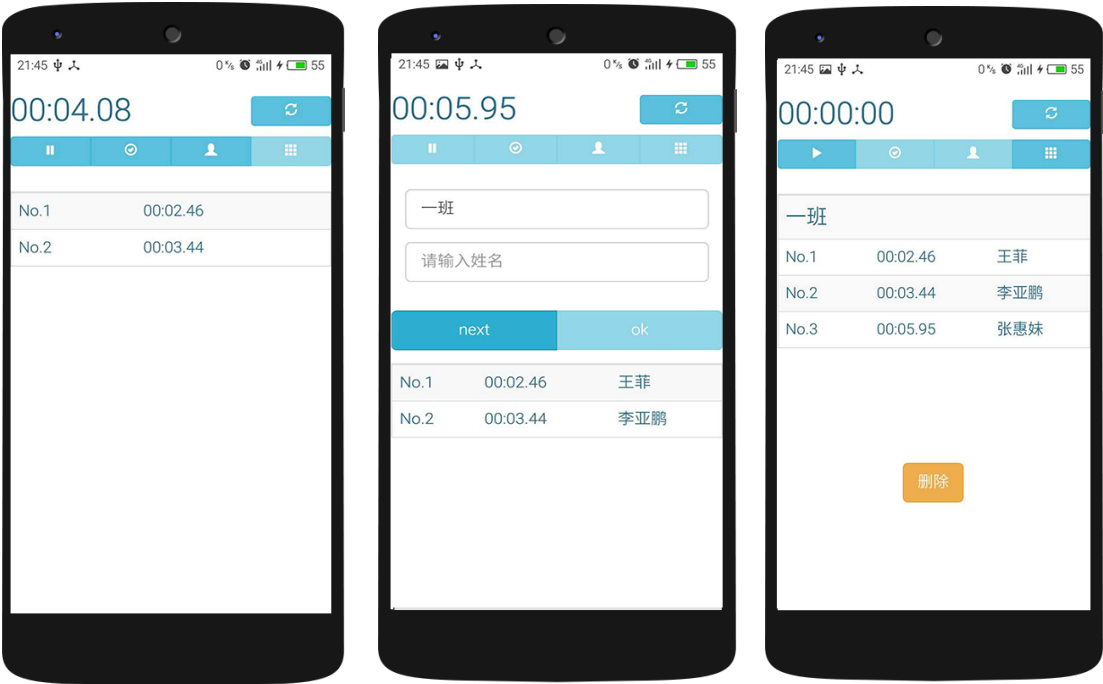 21:45 0 K/s 4G 55
00:04.08
No.1 00:02.46
No.2 00:03.44
21:45 0 K/s 4G 55
00:05.95
一班
请输入姓名
next ok
No.1 00:02.46 王菲
No.2 00:03.44 李亚鹏
21:45 0 K/s 4G 55
00:00:00
一班
No.1 00:02.46 王菲
No.2 00:03.44 李亚鹏
No.3 00:05.95 张惠妹
删除